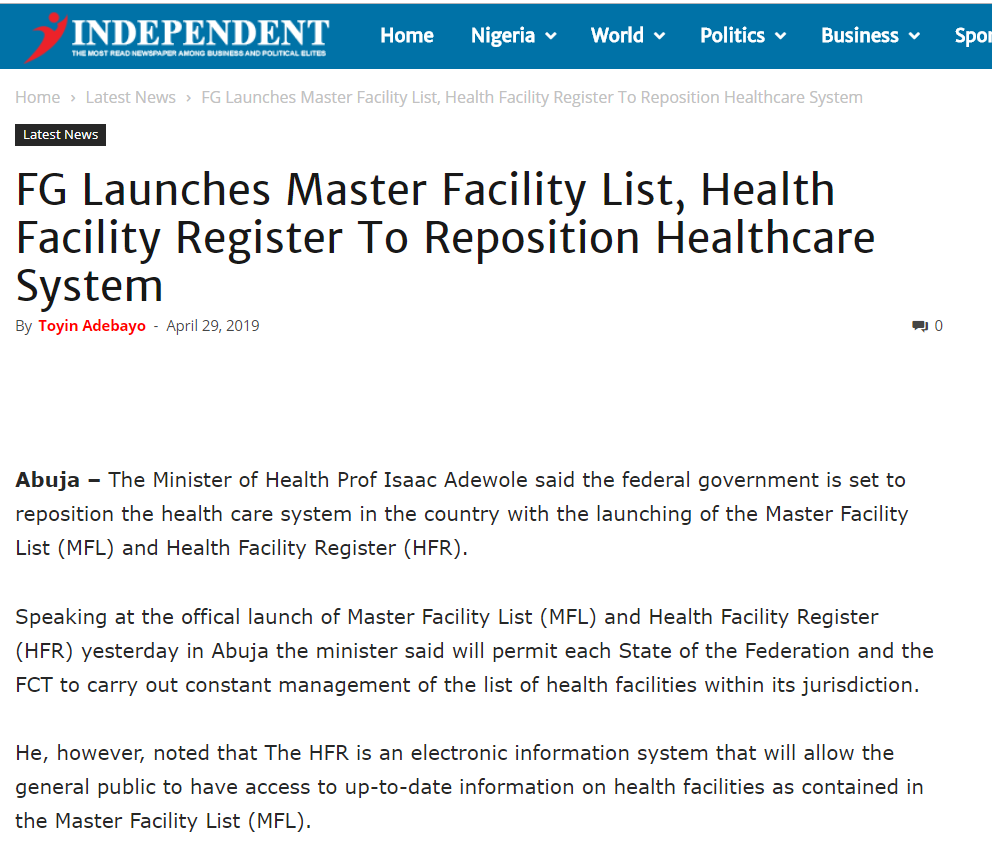 INDEPENDENT
THE MOST READ NEWSPAPER AMONG BUSINESS AND POLITICAL ELITES
Home Nigeria World Politics Business Spor
Home › Latest News › FG Launches Master Facility List, Health Facility Register To Reposition Healthcare System
Latest News
FG Launches Master Facility List, Health
Facility Register To Reposition Healthcare
System
By Toyin Adebayo - April 29, 2019 0
Abuja – The Minister of Health Prof Isaac Adewole said the federal government is set to
reposition the health care system in the country with the launching of the Master Facility
List (MFL) and Health Facility Register (HFR).
Speaking at the offical launch of Master Facility List (MFL) and Health Facility Register
(HFR) yesterday in Abuja the minister said will permit each State of the Federation and the
FCT to carry out constant management of the list of health facilities within its jurisdiction.
He, however, noted that The HFR is an electronic information system that will allow the
general public to have access to up-to-date information on health facilities as contained in
the Master Facility List (MFL).